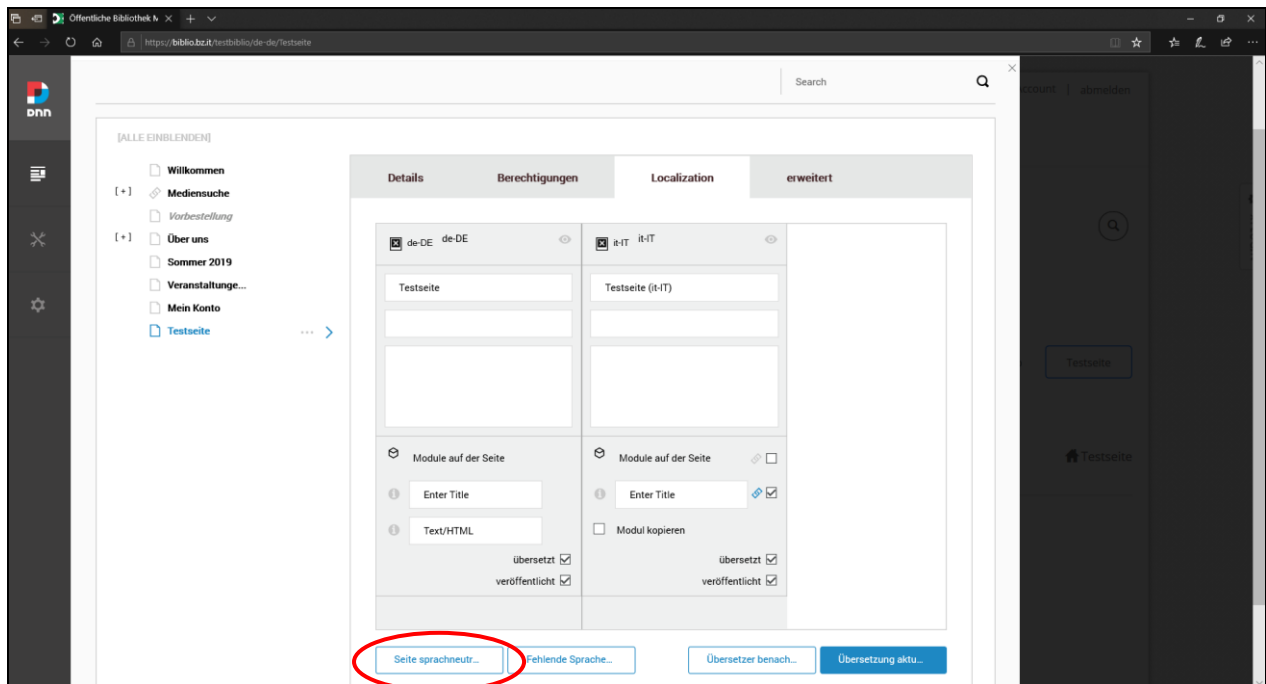 Öffentliche Bibliothek M
https://biblio.bz.it/testbiblio/de-de/Testseite
dnn
Search
ccount | abmelden
[ALLE EINBLENDEN]
Willkommen
[+] Mediensuche
Vorbestellung
[+] Über uns
Sommer 2019
Veranstaltunge...
Mein Konto
Testseite
Details Berechtigungen Localization erweitert
de-DE de-DE it-IT it-IT
Testseite Testseite (it-IT)
Module auf der Seite Module auf der Seite
Enter Title Enter Title
Text/HTML Modul kopieren
übersetzt übersetzt
veröffentlicht veröffentlicht
Seite sprachneutr... Fehlende Sprache... Übersetzer benach... Übersetzung aktu...
Testseite
Testseite